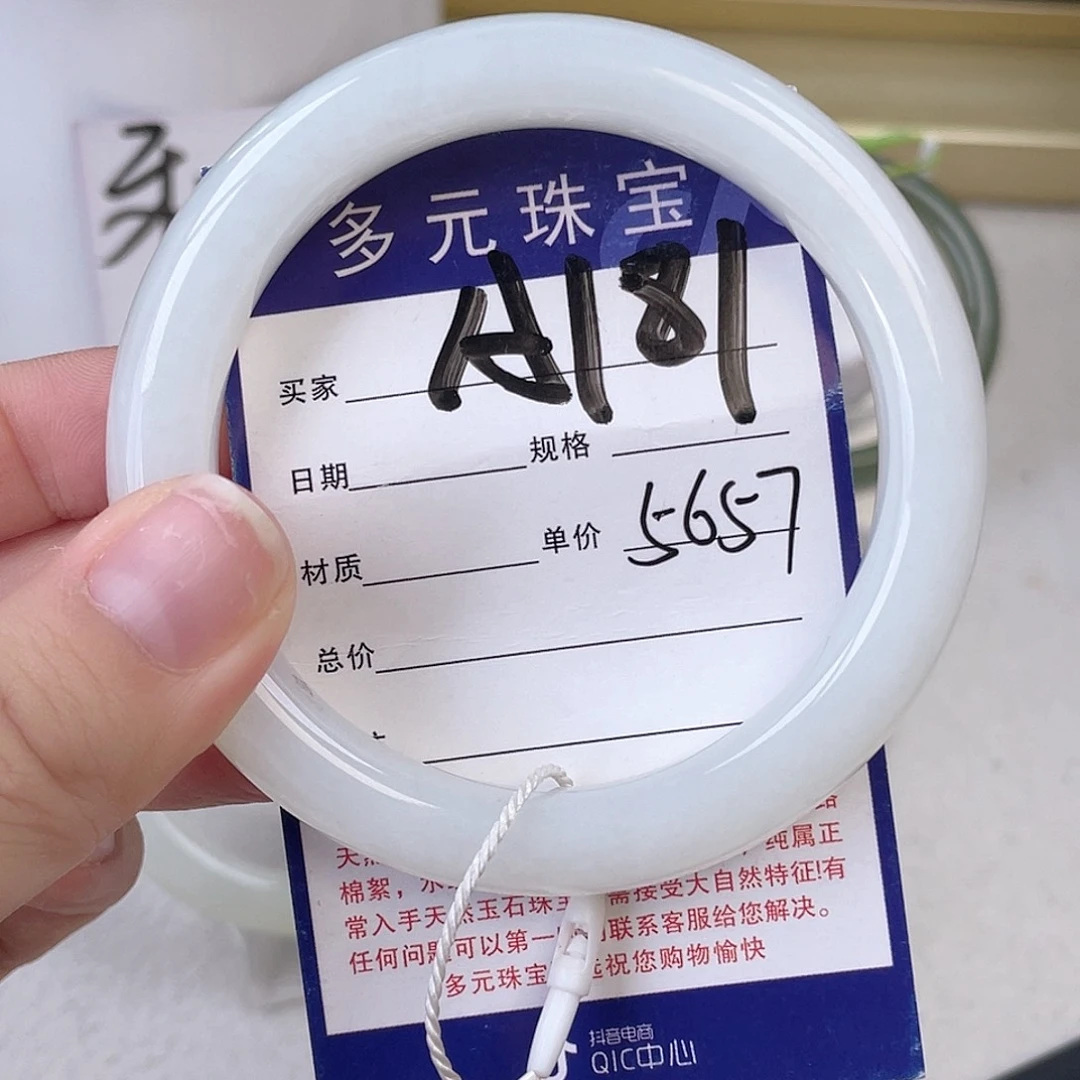 多元珠宝
A181
买家
日期 规格
材质 单价 5657
总价
纯属正
棉絮，需接受大自然特征!有
常入手天然玉石珠 联系客服给您解决。
任何问题可以第一
多元珠宝 祝您购物愉快
抖音电商
QIC中心